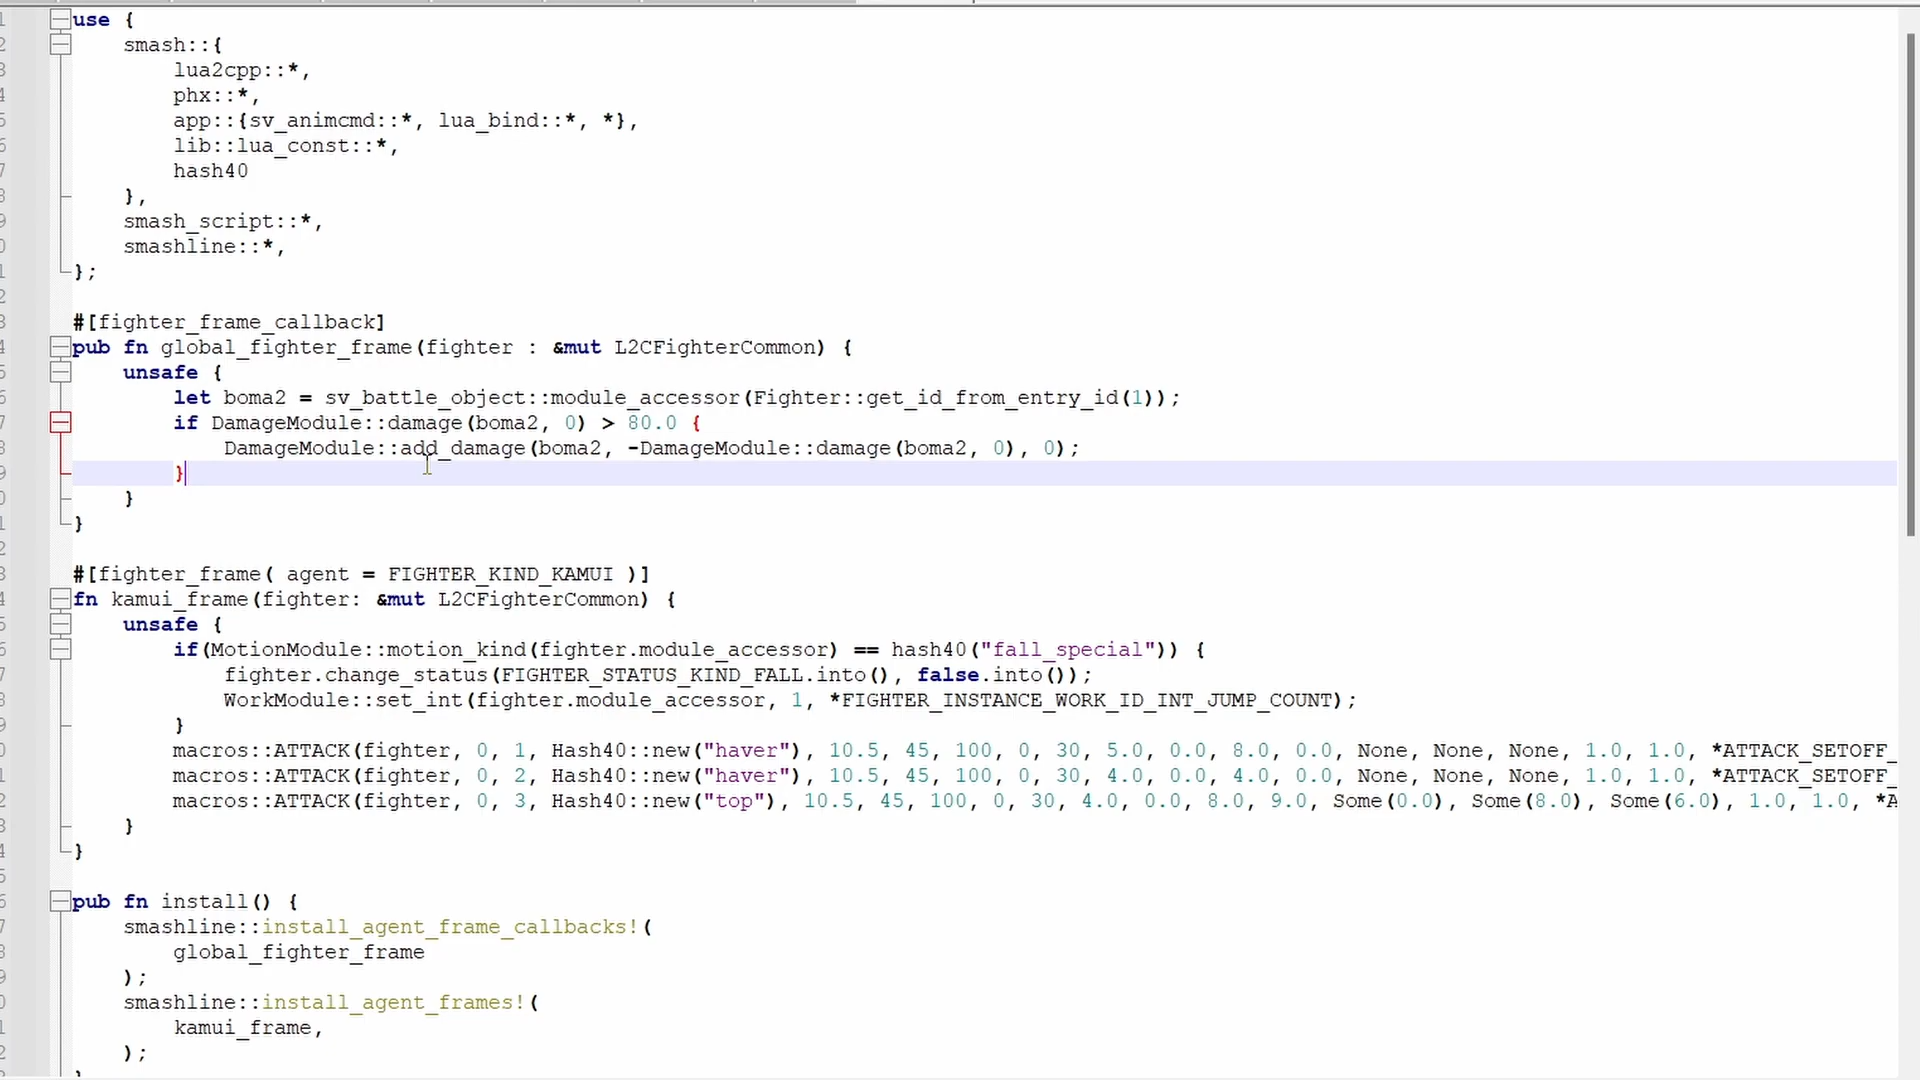 use {
smash::{
lua2cpp::*,
phx::*,
app::{sv_animcmd::*, lua_bind::*, *},
lib::lua_const::*,
hash40
},
smash_script::*,
smashline::*,
};
#[fighter_frame_callback]
pub fn global_fighter_frame(fighter : &mut L2CFighterCommon) {
unsafe {
let boma2 = sv_battle_object::module_accessor(Fighter::get_id_from_entry_id(1));
if DamageModule::damage(boma2, 0) > 80.0 {
DamageModule::add_damage(boma2, -DamageModule::damage(boma2, 0), 0);
}
}
}
#[fighter_frame( agent = FIGHTER_KIND_KAMUI )]
fn kamui_frame(fighter: &mut L2CFighterCommon) {
unsafe {
if(MotionModule::motion_kind(fighter.module_accessor) == hash40("fall_special")) {
fighter.change_status(FIGHTER_STATUS_KIND_FALL.into(), false.into());
WorkModule::set_int(fighter.module_accessor, 1, *FIGHTER_INSTANCE_WORK_ID_INT_JUMP_COUNT);
}
macros::ATTACK(fighter, 0, 1, Hash40::new("haver"), 10.5, 45, 100, 0, 30, 5.0, 0.0, 8.0, 0.0, None, None, None, 1.0, 1.0, *ATTACK_SETOFF_
macros::ATTACK(fighter, 0, 2, Hash40::new("haver"), 10.5, 45, 100, 0, 30, 4.0, 0.0, 4.0, 0.0, None, None, None, 1.0, 1.0, *ATTACK_SETOFF_
macros::ATTACK(fighter, 0, 3, Hash40::new("top"), 10.5, 45, 100, 0, 30, 4.0, 0.0, 8.0, 9.0, Some(0.0), Some(8.0), Some(6.0), 1.0, 1.0, *A
}
}
pub fn install() {
smashline::install_agent_frame_callbacks!(
global_fighter_frame
);
smashline::install_agent_frames!(
kamui_frame,
);